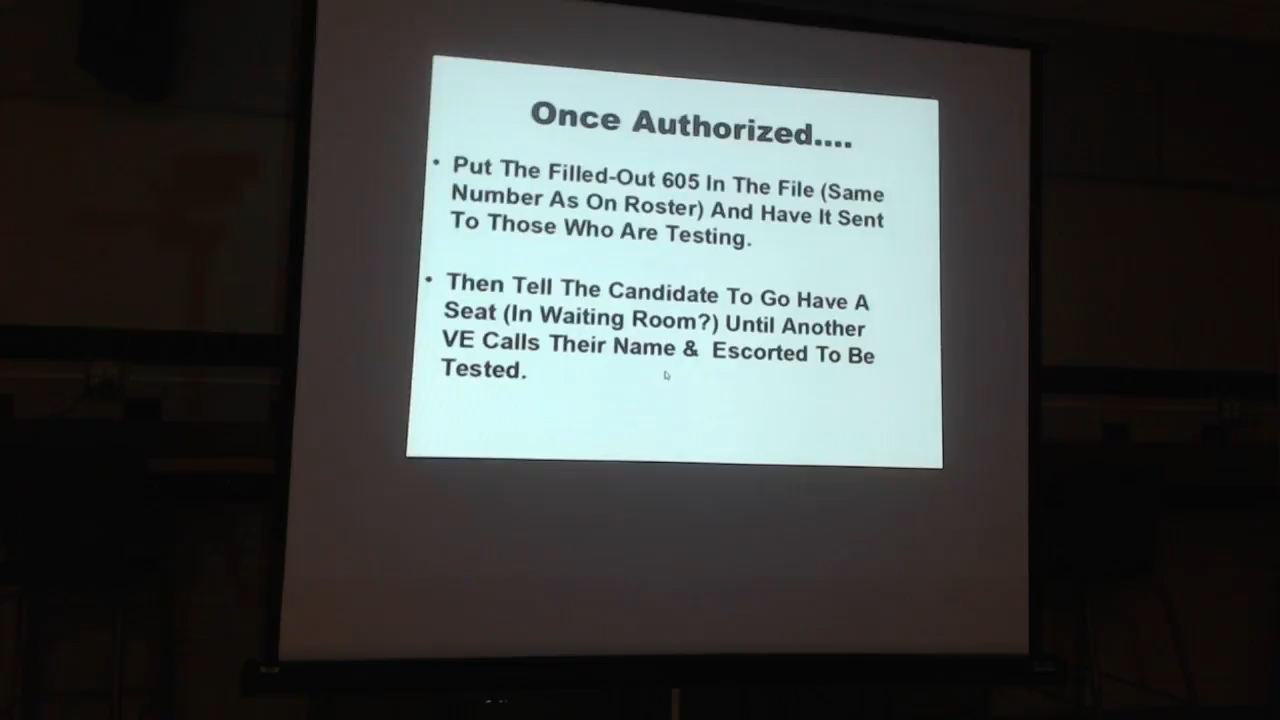 Once Authorized....
• Put The Filled-Out 605 In The File (Same
Number As On Roster) And Have It Sent
To Those Who Are Testing.
• Then Tell The Candidate To Go Have A
Seat (In Waiting Room?) Until Another
VE Calls Their Name & Escorted To Be
Tested.